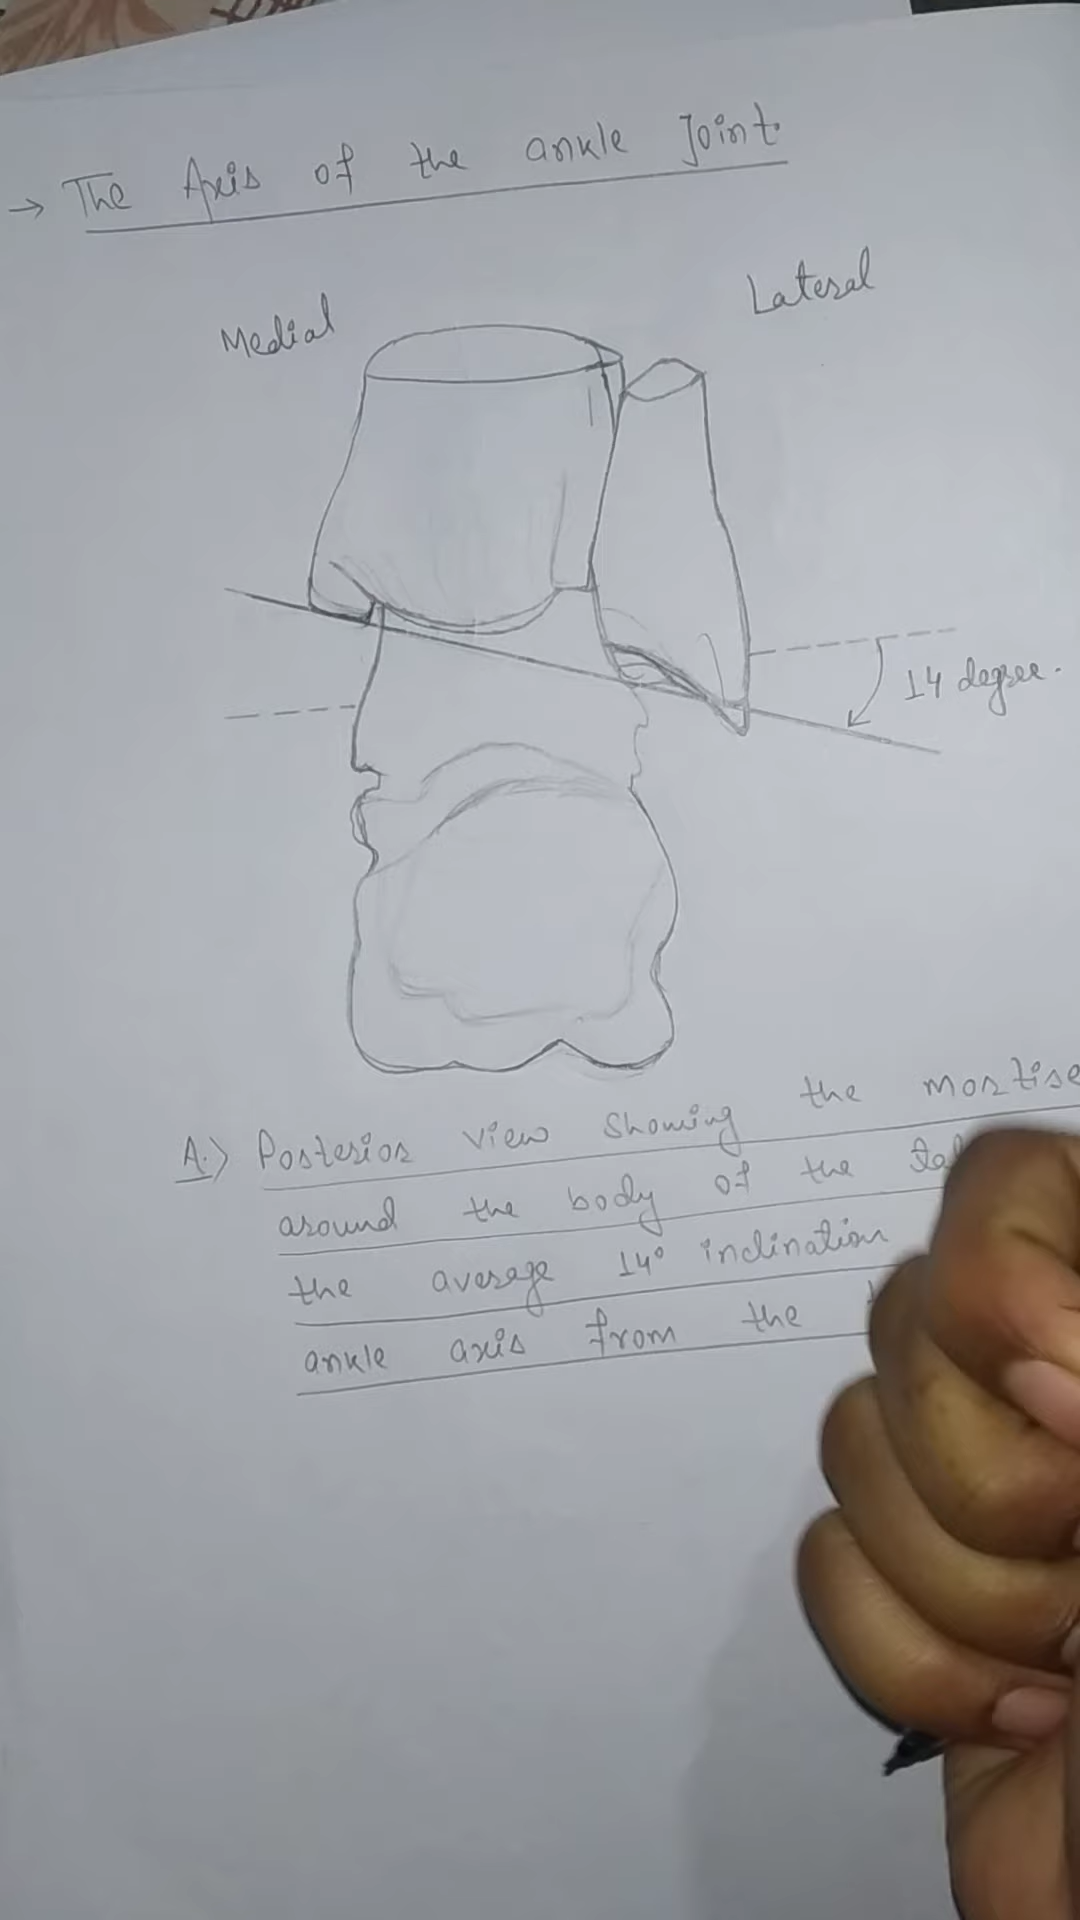 → The Axis of the ankle Joint.
Medial
Lateral
14 degree.
A.) Posterior view showing the mortise
around the body of the
the average 14° inclination
ankle axis from the